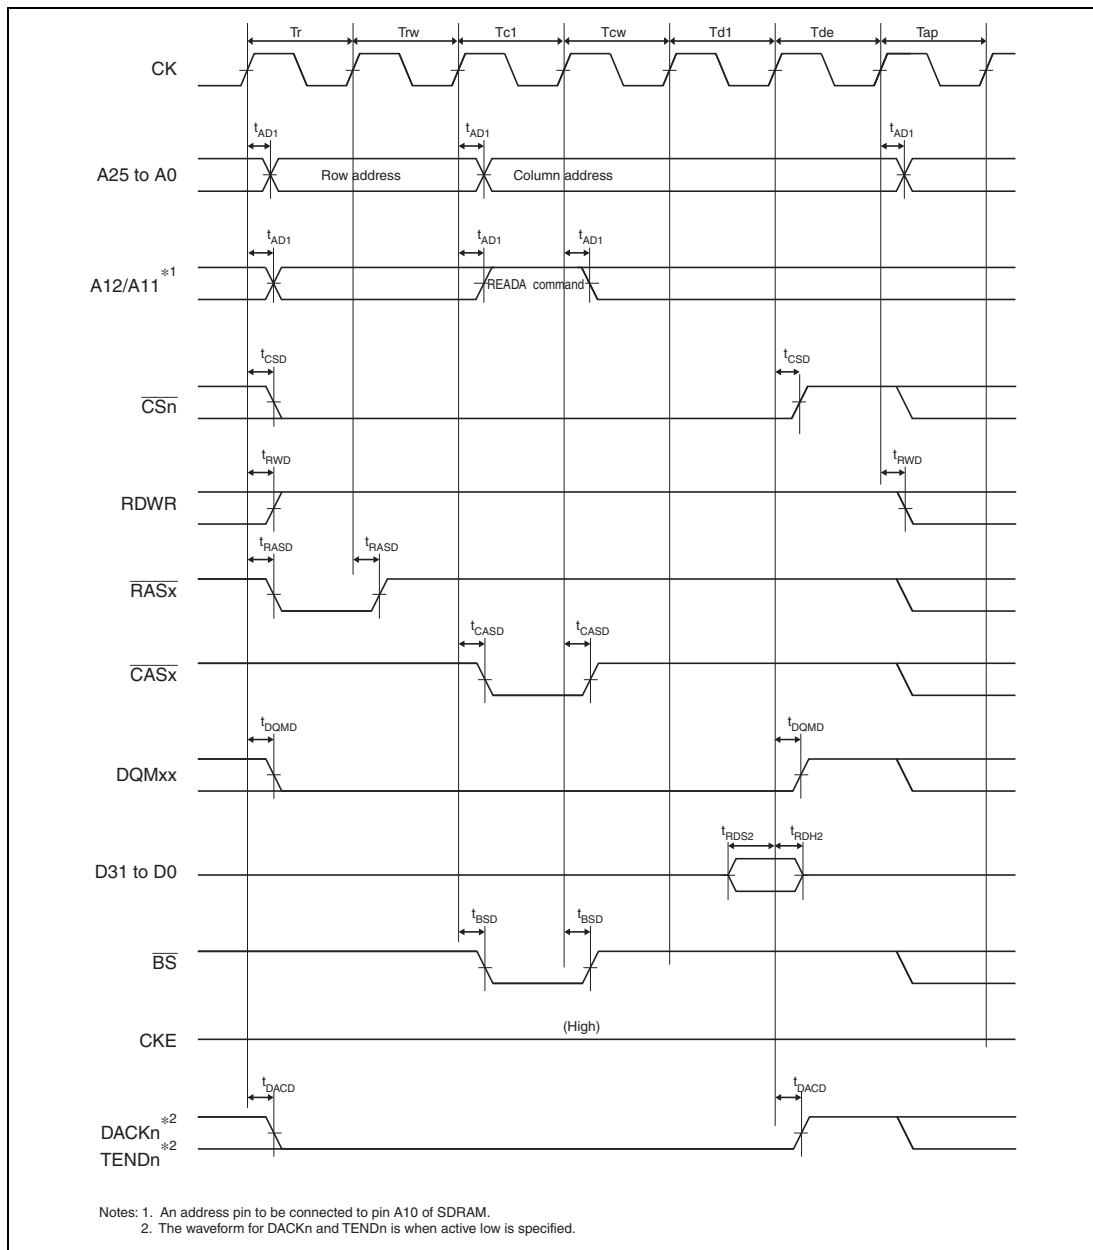 Tr Trw Tc1 Tcw Td1 Tde Tap
CK
tAD1 tAD1 tAD1
A25 to A0 Row address Column address
tAD1 tAD1 tAD1
A12/A11*1 READA command
tCSD tCSD
CSn
tRWD tRWD
RDWR
tRASD tRASD
RASx
tCASD tCASD
CASx
tDQMD tDQMD
DQMxx
tRDS2 tRDH2
D31 to D0
tBSD tBSD
BS
(High)
CKE
tDACD tDACD
DACKn*2
TENDn*2
Notes: 1. An address pin to be connected to pin A10 of SDRAM.
2. The waveform for DACKn and TENDn is when active low is specified.